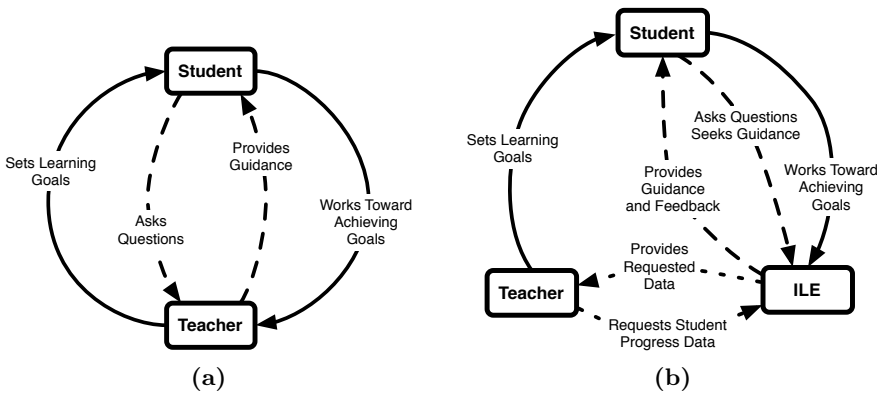 Student
Sets Learning
Goals
Provides
Guidance
Asks
Questions
Works Toward
Achieving
Goals
Teacher
(a)
Student
Asks Questions
Seeks Guidance
Sets Learning
Goals
Provides
Guidance
and Feedback
Works Toward
Achieving
Goals
Provides
Requested
Data
Teacher
ILE
Requests Student
Progress Data
(b)